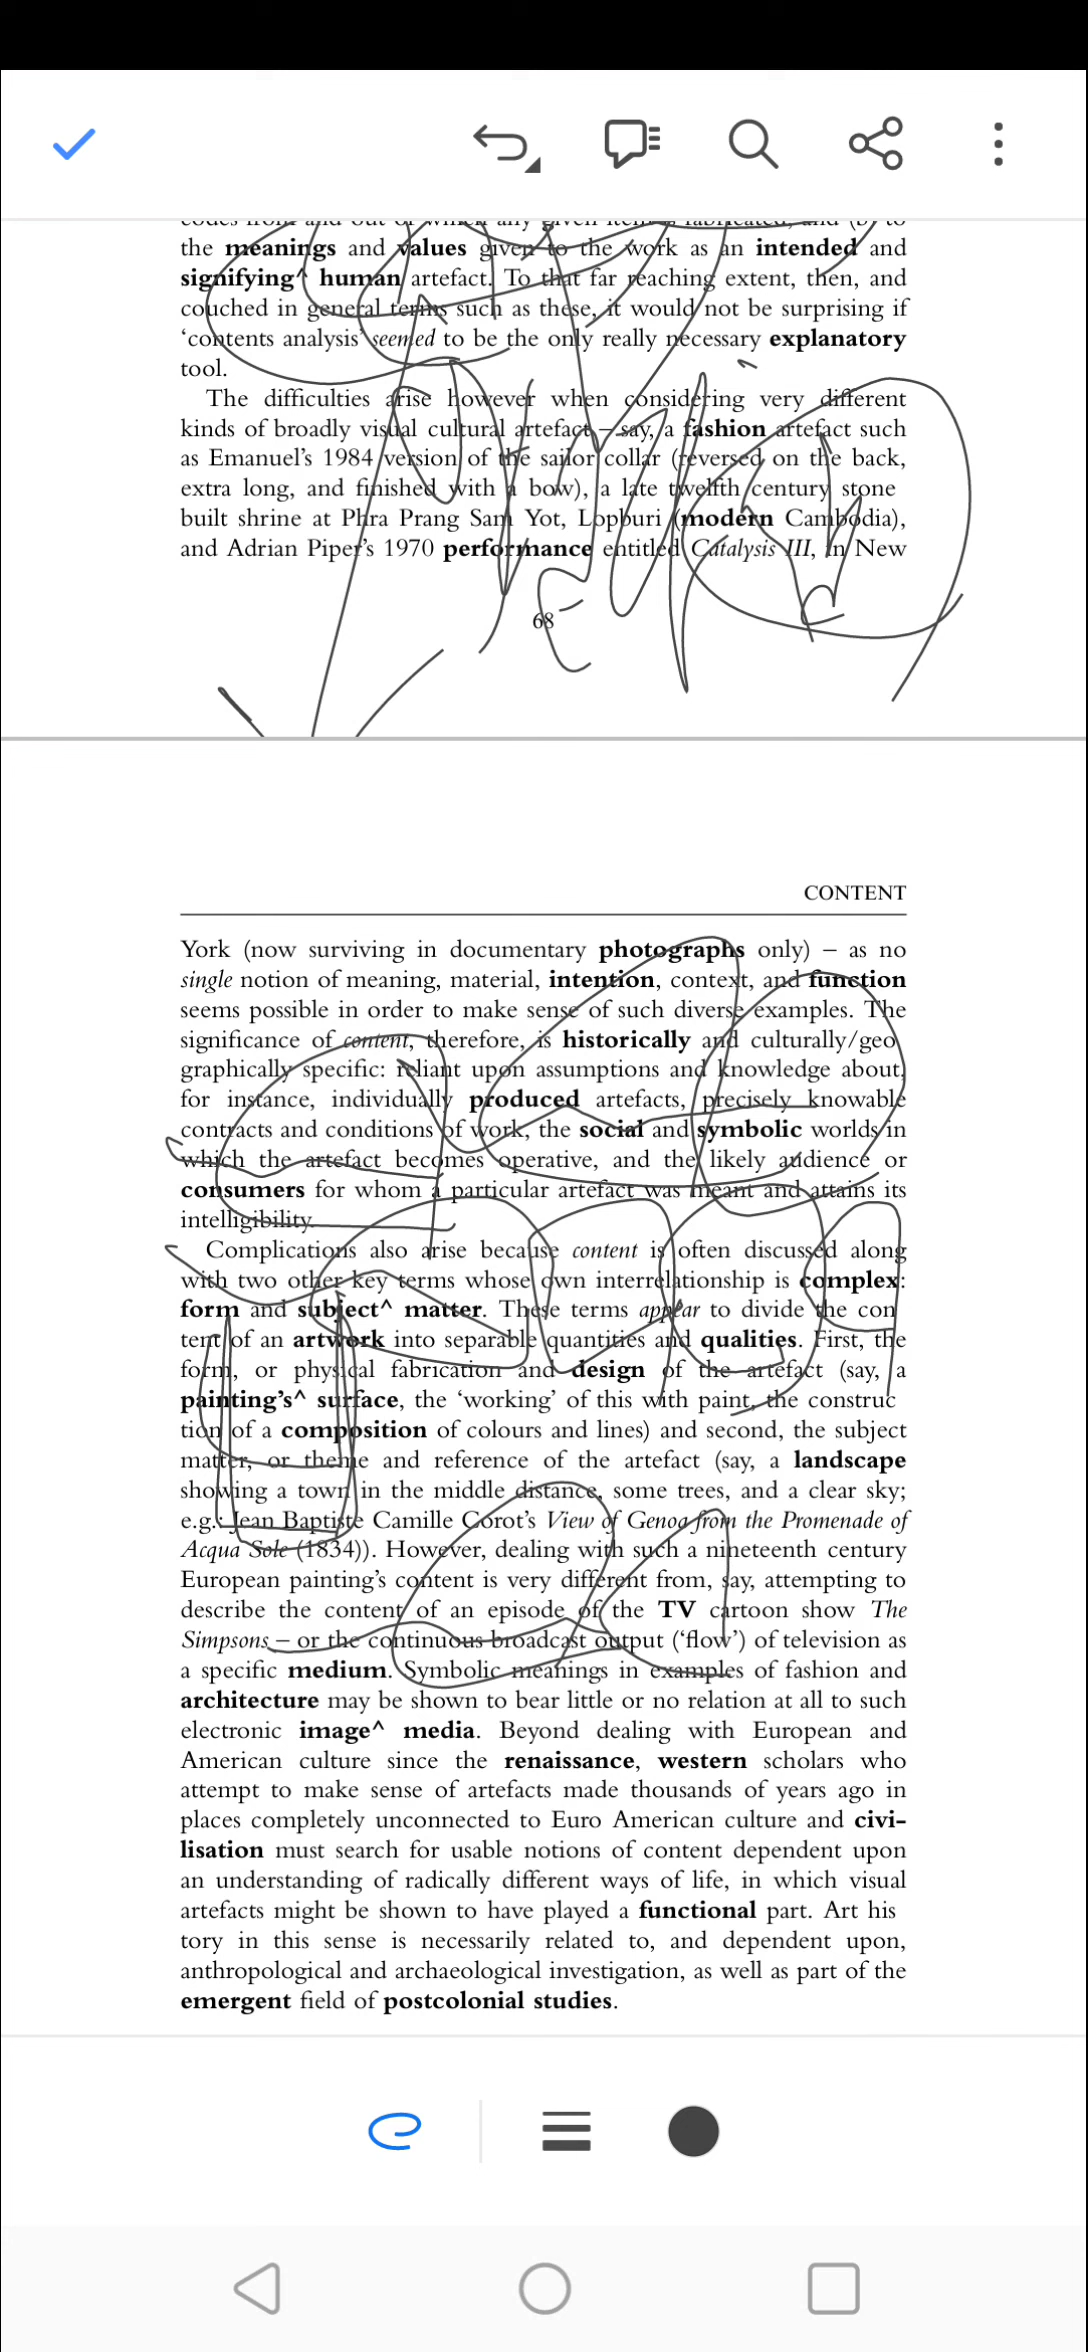 codes from and out of which any given item is fabricated, and (b) to
the meanings and values given to the work as an intended and
signifying^ human artefact. To that far reaching extent, then, and
couched in general terms such as these, it would not be surprising if
‘contents analysis’ seemed to be the only really necessary explanatory
tool.
The difficulties arise however when considering very different
kinds of broadly visual cultural artefact – say, a fashion artefact such
as Emanuel’s 1984 version of the sailor collar (reversed on the back,
extra long, and finished with a bow), a late twelfth century stone
built shrine at Phra Prang Sam Yot, Lopburi (modern Cambodia),
and Adrian Piper’s 1970 performance entitled Catalysis III, in New
68
CONTENT
York (now surviving in documentary photographs only) – as no
single notion of meaning, material, intention, context, and function
seems possible in order to make sense of such diverse examples. The
significance of content, therefore, is historically and culturally/geo
graphically specific: reliant upon assumptions and knowledge about,
for instance, individually produced artefacts, precisely knowable
contracts and conditions of work, the social and symbolic worlds in
which the artefact becomes operative, and the likely audience or
consumers for whom a particular artefact was meant and attains its
intelligibility.
Complications also arise because content is often discussed along
with two other key terms whose own interrelationship is complex:
form and subject^ matter. These terms appear to divide the con
tent of an artwork into separable quantities and qualities. First, the
form, or physical fabrication and design of the artefact (say, a
painting’s^ surface, the ‘working’ of this with paint, the construc
tion of a composition of colours and lines) and second, the subject
matter, or theme and reference of the artefact (say, a landscape
showing a town in the middle distance, some trees, and a clear sky;
e.g.: Jean Baptiste Camille Corot’s View of Genoa from the Promenade of
Acqua Sole (1834)). However, dealing with such a nineteenth century
European painting’s content is very different from, say, attempting to
describe the content of an episode of the TV cartoon show The
Simpsons – or the continuous broadcast output (‘flow’) of television as
a specific medium. Symbolic meanings in examples of fashion and
architecture may be shown to bear little or no relation at all to such
electronic image^ media. Beyond dealing with European and
American culture since the renaissance, western scholars who
attempt to make sense of artefacts made thousands of years ago in
places completely unconnected to Euro American culture and civi-
lisation must search for usable notions of content dependent upon
an understanding of radically different ways of life, in which visual
artefacts might be shown to have played a functional part. Art his
tory in this sense is necessarily related to, and dependent upon,
anthropological and archaeological investigation, as well as part of the
emergent field of postcolonial studies.